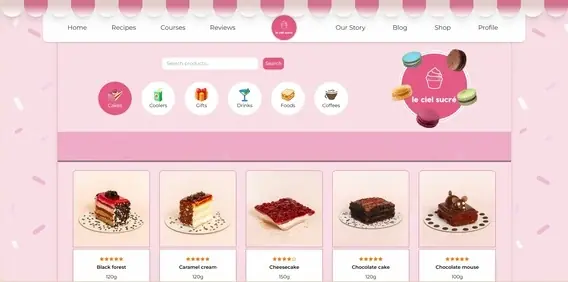 Home Recipes Courses Reviews le ciel sucré Our Story Blog Shop Profile
Search products... Search
Cakes Coolers Gifts Drinks Foods Coffees
le ciel sucré
Black forest Caramel cream Cheesecake Chocolate cake Chocolate mouse
120g 120g 150g 120g 100g